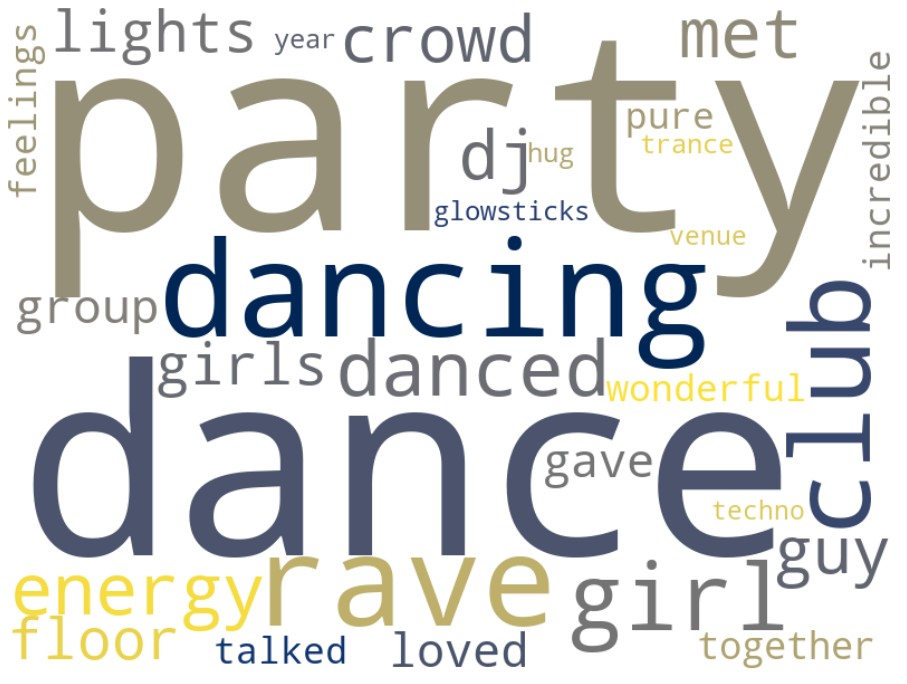 feelings
lights
year
crowd
met
incredible
party
pure
trance
dj
hug
glowsticks
venue
dancing
group
club
girls
danced
wonderful
dance
gave
techno
guy
energy
rave
girl
floor
talked
loved
together